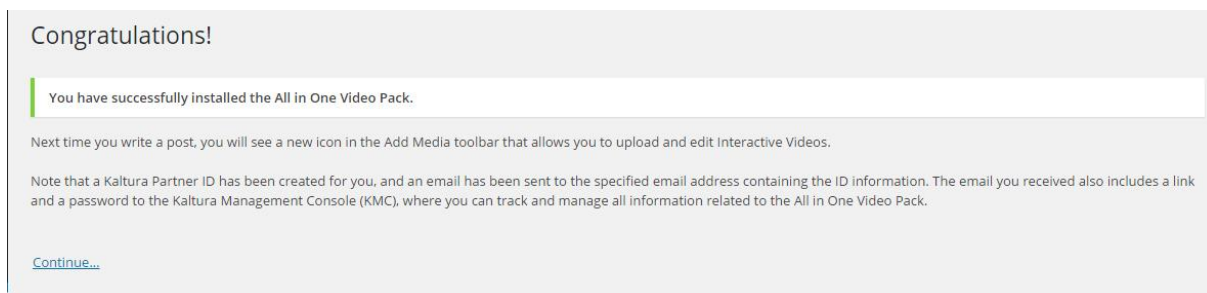 Congratulations!
You have successfully installed the All in One Video Pack.
Next time you write a post, you will see a new icon in the Add Media toolbar that allows you to upload and edit Interactive Videos.
Note that a Kaltura Partner ID has been created for you, and an email has been sent to the specified email address containing the ID information. The email you received also includes a link
and a password to the Kaltura Management Console (KMC), where you can track and manage all information related to the All in One Video Pack.
Continue...